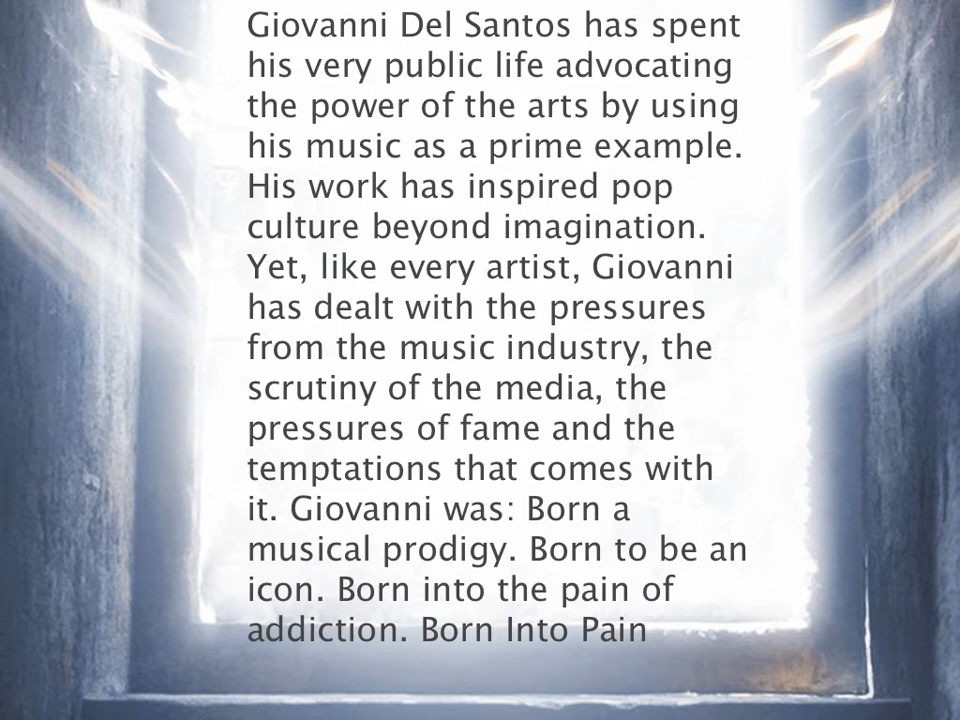 Giovanni Del Santos has spent
his very public life advocating
the power of the arts by using
his music as a prime example.
His work has inspired pop
culture beyond imagination.
Yet, like every artist, Giovanni
has dealt with the pressures
from the music industry, the
scrutiny of the media, the
pressures of fame and the
temptations that comes with
it. Giovanni was: Born a
musical prodigy. Born to be an
icon. Born into the pain of
addiction. Born Into Pain